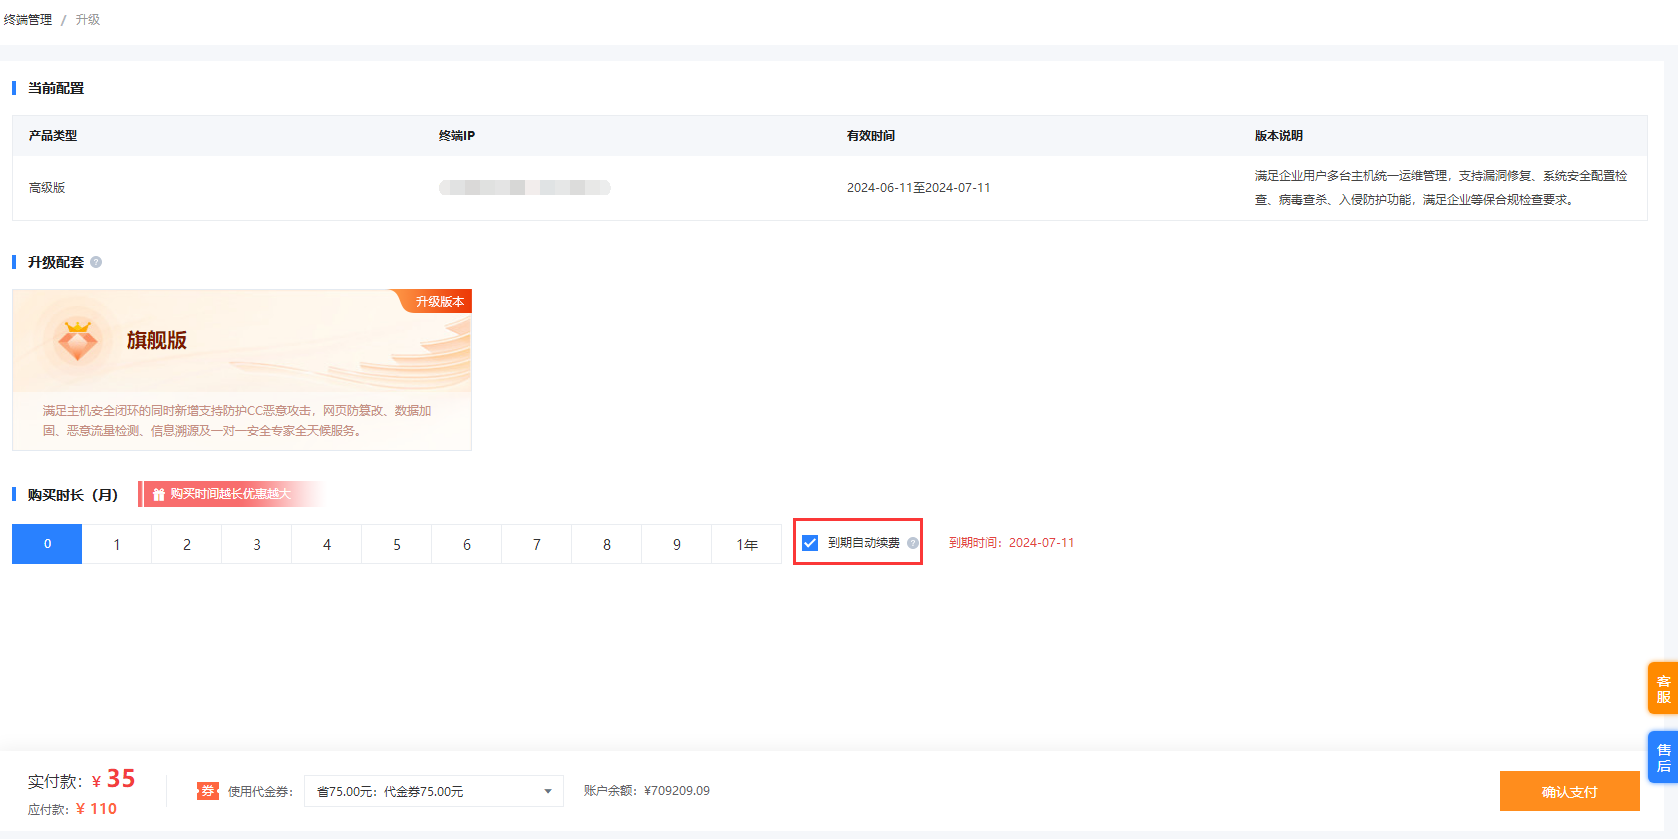 终端管理 / 升级
当前配置
产品类型 终端IP 有效时间 版本说明
高级版 2024-06-11至2024-07-11 满足企业用户多台主机统一运维管理，支持漏洞修复、系统安全配置检
查、病毒查杀、入侵防护功能，满足企业等保合规检查要求。
升级配套 ?
升级版本
旗舰版
满足主机安全闭环的同时新增支持防护CC恶意攻击，网页防篡改、数据加
固、恶意流量检测、信息溯源及一对一安全专家全天候服务。
购买时长（月） 购买时间越长优惠越大
0 1 2 3 4 5 6 7 8 9 1年 到期自动续费 ? 到期时间：2024-07-11
客服
售后
实付款：¥ 35
应付款：¥ 110
券 使用代金券： 省75.00元：代金券75.00元 账户余额：¥709209.09
确认支付